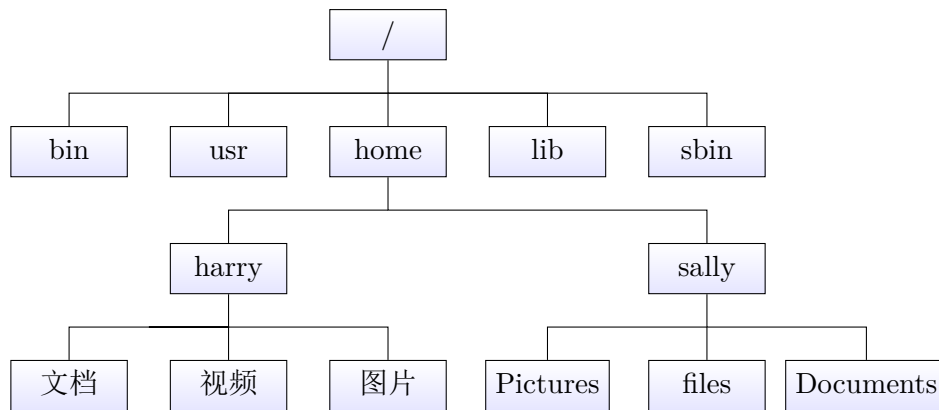 /
bin usr home lib sbin
harry sally
文档 视频 图片 Pictures files Documents